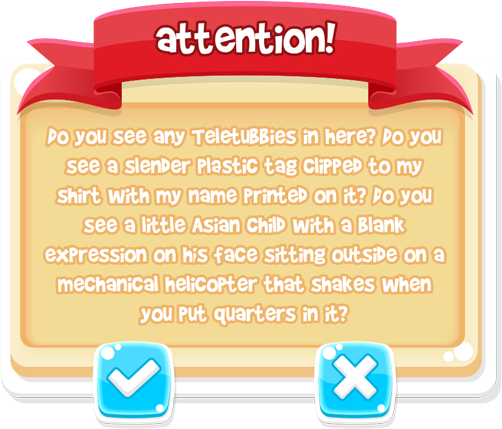 attention!
Do you see any Teletubbies in here? Do you
see a slender plastic tag clipped to my
shirt with my name printed on it? Do you
see a little Asian child with a blank
expression on his face sitting outside on a
mechanical helicopter that shakes when
you put quarters in it?